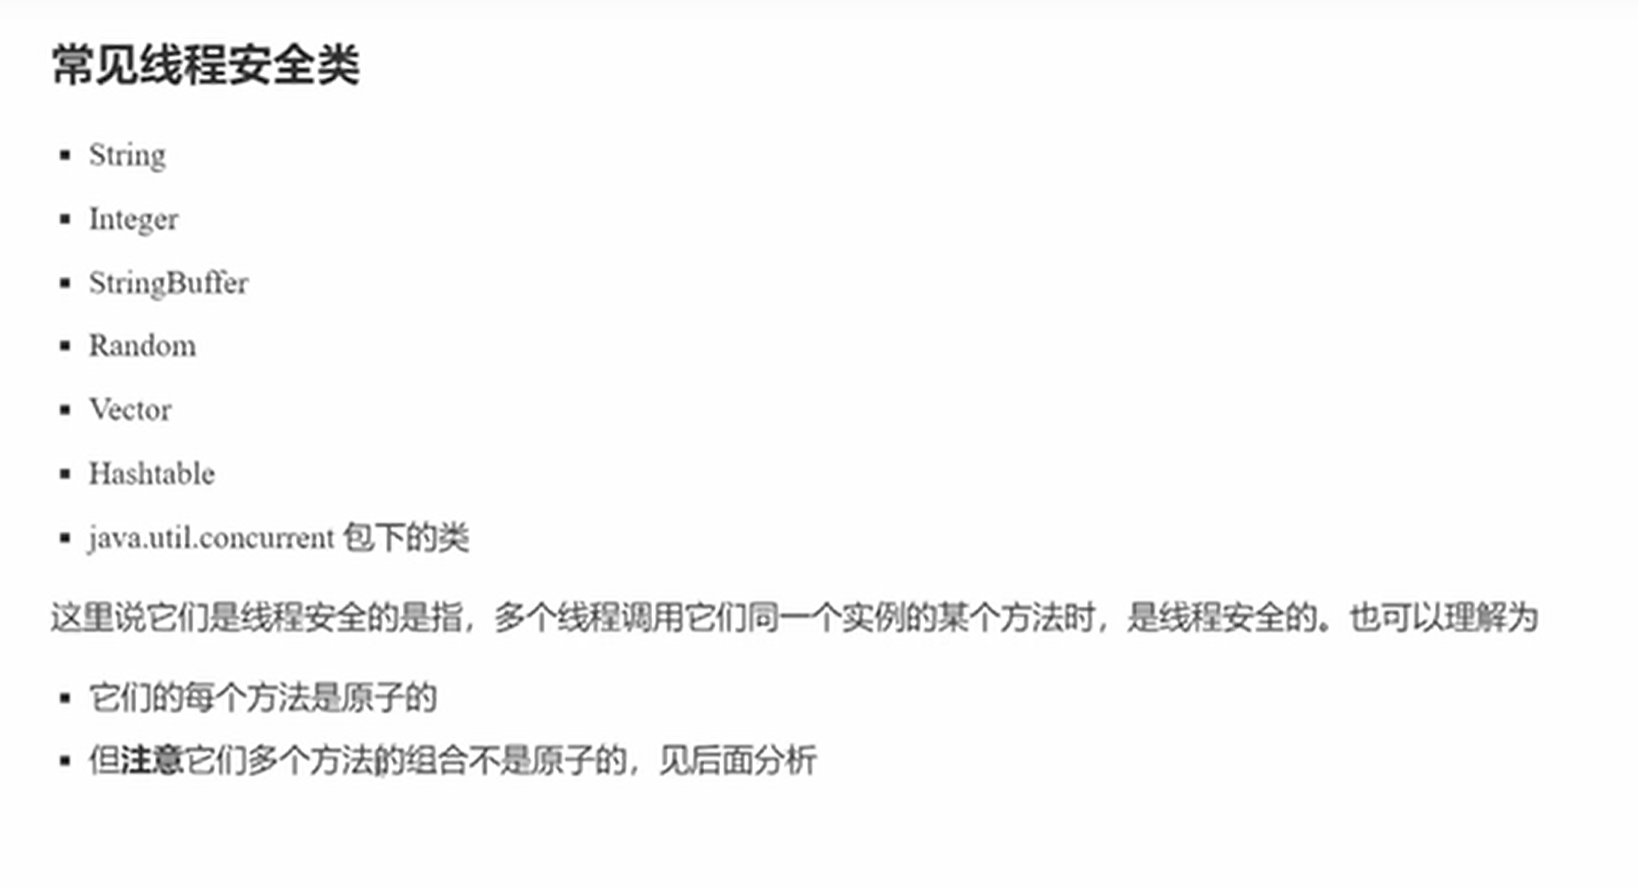 常见线程安全类
String
Integer
StringBuffer
Random
Vector
Hashtable
java.util.concurrent 包下的类
这里说它们是线程安全的是指，多个线程调用它们同一个实例的某个方法时，是线程安全的。也可以理解为
它们的每个方法是原子的
但注意它们多个方法的组合不是原子的，见后面分析